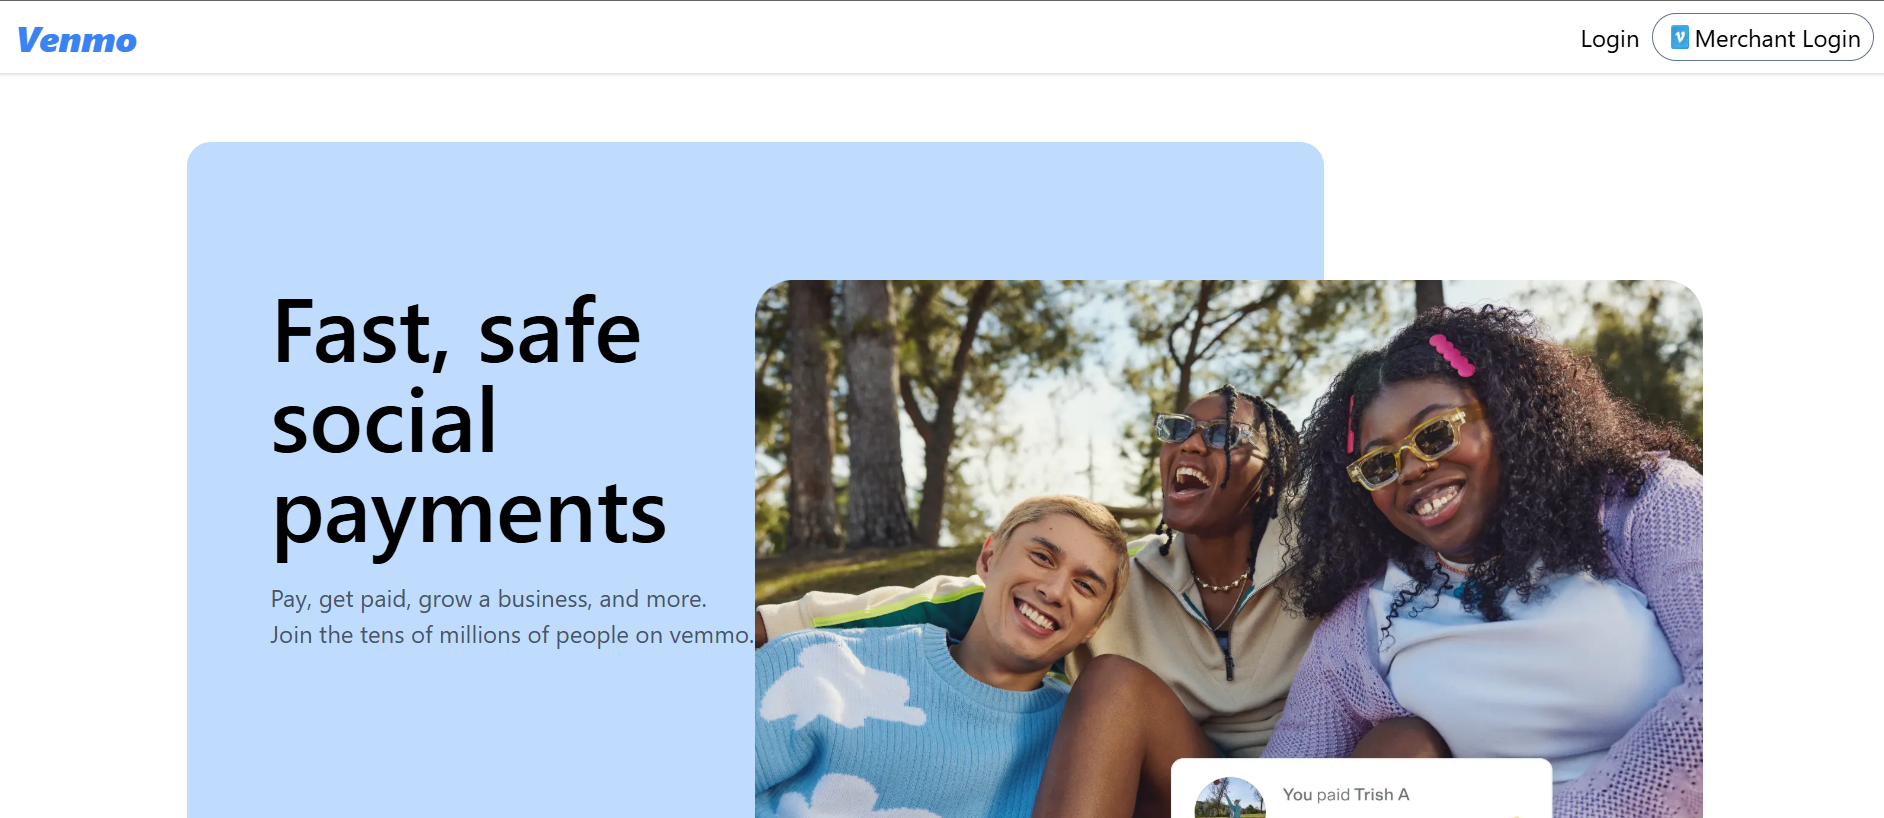 Venmo
Login
Merchant Login
Fast, safe
social
payments
Pay, get paid, grow a business, and more.
Join the tens of millions of people on vemmo.
You paid Trish A